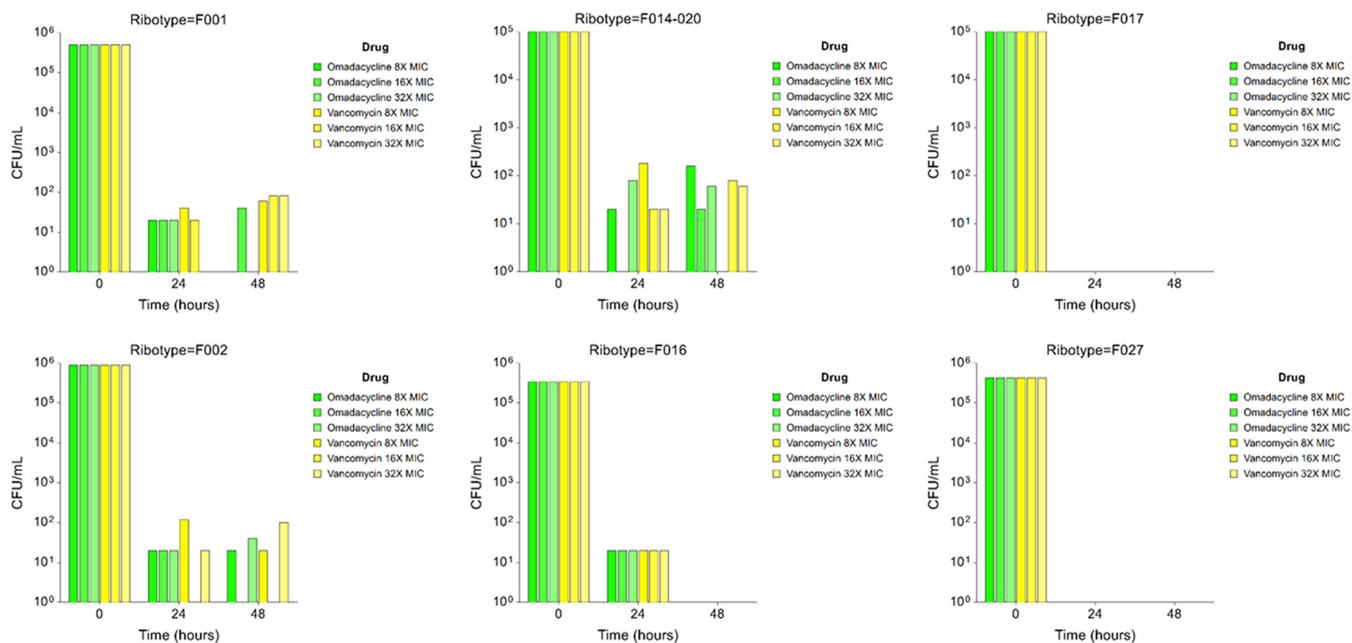 Ribotype=F001
10⁶
10⁵
10⁴
10³
10²
10¹
10⁰
CFU/mL
0 24 48
Time (hours)
Drug
Omadacycline 8X MIC
Omadacycline 16X MIC
Omadacycline 32X MIC
Vancomycin 8X MIC
Vancomycin 16X MIC
Vancomycin 32X MIC
Ribotype=F014-020
10⁵
10⁴
10³
10²
10¹
10⁰
CFU/mL
0 24 48
Time (hours)
Drug
Omadacycline 8X MIC
Omadacycline 16X MIC
Omadacycline 32X MIC
Vancomycin 8X MIC
Vancomycin 16X MIC
Vancomycin 32X MIC
Ribotype=F017
10⁵
10⁴
10³
10²
10¹
10⁰
CFU/mL
0 24 48
Time (hours)
Drug
Omadacycline 8X MIC
Omadacycline 16X MIC
Omadacycline 32X MIC
Vancomycin 8X MIC
Vancomycin 16X MIC
Vancomycin 32X MIC
Ribotype=F002
10⁶
10⁵
10⁴
10³
10²
10¹
10⁰
CFU/mL
0 24 48
Time (hours)
Drug
Omadacycline 8X MIC
Omadacycline 16X MIC
Omadacycline 32X MIC
Vancomycin 8X MIC
Vancomycin 16X MIC
Vancomycin 32X MIC
Ribotype=F016
10⁶
10⁵
10⁴
10³
10²
10¹
10⁰
CFU/mL
0 24 48
Time (hours)
Drug
Omadacycline 8X MIC
Omadacycline 16X MIC
Omadacycline 32X MIC
Vancomycin 8X MIC
Vancomycin 16X MIC
Vancomycin 32X MIC
Ribotype=F027
10⁶
10⁵
10⁴
10³
10²
10¹
10⁰
CFU/mL
0 24 48
Time (hours)
Drug
Omadacycline 8X MIC
Omadacycline 16X MIC
Omadacycline 32X MIC
Vancomycin 8X MIC
Vancomycin 16X MIC
Vancomycin 32X MIC